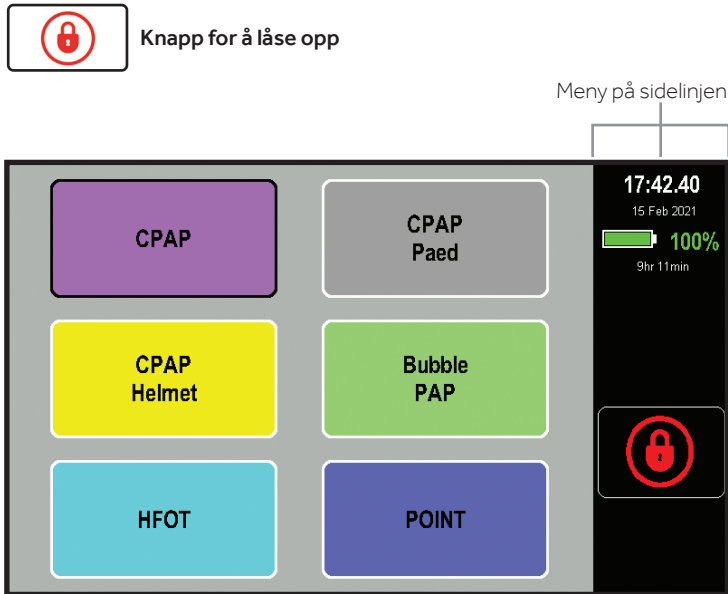 Knapp for å låse opp
Meny på sidelinjen
17:42.40
15 Feb 2021
100%
9hr 11min
CPAP
CPAP
Paed
CPAP
Helmet
Bubble
PAP
HFOT
POINT